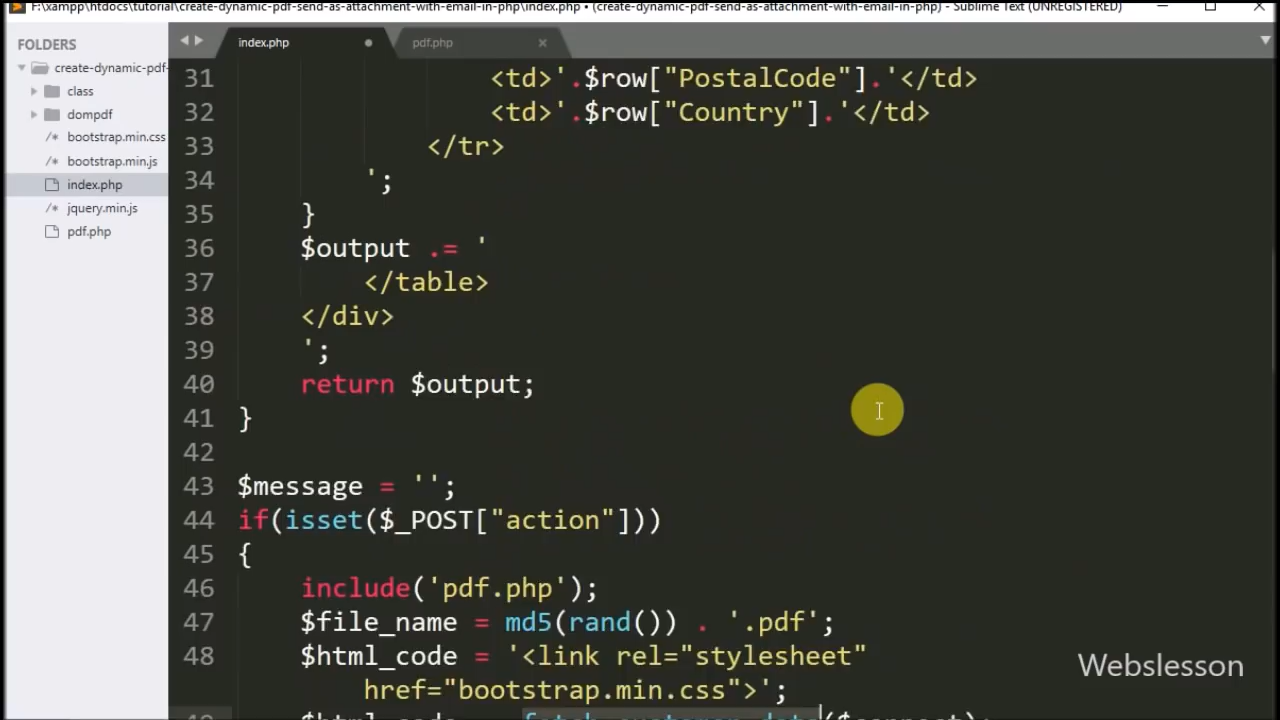 F:\xampp\htdocs\tutorial\create-dynamic-pdf-send-as-attachment-with-email-in-php\index.php • (create-dynamic-pdf-send-as-attachment-with-email-in-php) - Sublime Text (UNREGISTERED)
FOLDERS
create-dynamic-pdf-
class
dompdf
/* bootstrap.min.css
/* bootstrap.min.js
index.php
/* jquery.min.js
pdf.php
index.php
pdf.php
31 <td>'.$row["PostalCode"].'</td>
32 <td>'.$row["Country"].'</td>
33 </tr>
34 ';
35 }
36 $output .= '
37 </table>
38 </div>
39 ';
40 return $output;
41 }
42
43 $message = '';
44 if(isset($_POST["action"]))
45 {
46 include('pdf.php');
47 $file_name = md5(rand()) . '.pdf';
48 $html_code = '<link rel="stylesheet"
href="bootstrap.min.css">';
Webslesson